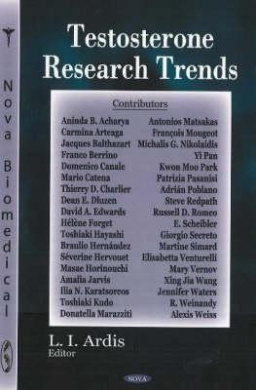 Testosterone
Research Trends
Nova Biomedical
Contributors
Aninda B. Acharya
Carmina Arteaga
Jacques Balthazart
Franco Berrino
Domenico Canale
Mario Catena
Thierry D. Charlier
Dean E. Dluzen
David A. Edwards
Hélène Forget
Toshiaki Hayashi
Braulio Hernández
Séverine Hervouet
Masae Horinouchi
Amalia Jarvis
Ilia N. Karatsoreos
Toshiaki Kudo
Donatella Marazziti
Antonios Matsakas
François Mougeot
Michalis G. Nikolaidis
Yi Pan
Kwon Moo Park
Patrizia Pasanisi
Adrián Poblano
Steve Redpath
Russell D. Romeo
E. Scheibler
Giorgio Secreto
Martine Simard
Elisabetta Venturelli
Mary Vernov
Xing Jia Wang
Jennifer Waters
R. Weinandy
Alexis Weiss
L. I. Ardis
Editor
NOVA